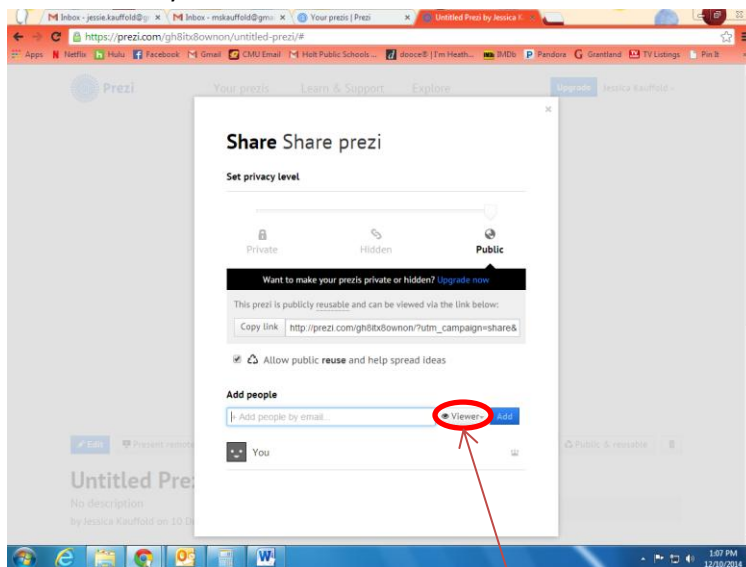 Inbox - jessie.kauffold@g Inbox - mskauffold@gma Your prezis | Prezi Untitled Prezi by Jessica K
https://prezi.com/gh8itx8ownon/untitled-prezi/#
Apps Netflix Hulu Facebook Gmail CMU Email Holt Public Schools ... dooce® | I'm Heath... IMDb Pandora Grantland TV Listings Pin It
Prezi Your prezis Learn & Support Explore Upgrade Jessica Kauffold
Share Share prezi
Set privacy level
Private Hidden Public
Want to make your prezis private or hidden? Upgrade now
This prezi is publicly reusable and can be viewed via the link below:
Copy link http://prezi.com/gh8itx8ownon/?utm_campaign=share&
Allow public reuse and help spread ideas
Add people
+ Add people by email... Viewer Add
You
Edit Present remote Public & reusable
Untitled Prez
No description
by Jessica Kauffold on 10 De
1:07 PM
12/10/2014